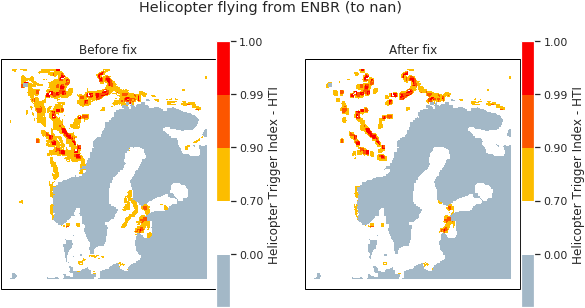 Helicopter flying from ENBR (to nan)
Before fix
1.00
0.99
0.90
0.70
0.00
Helicopter Trigger Index - HTI
After fix
1.00
0.99
0.90
0.70
0.00
Helicopter Trigger Index - HTI